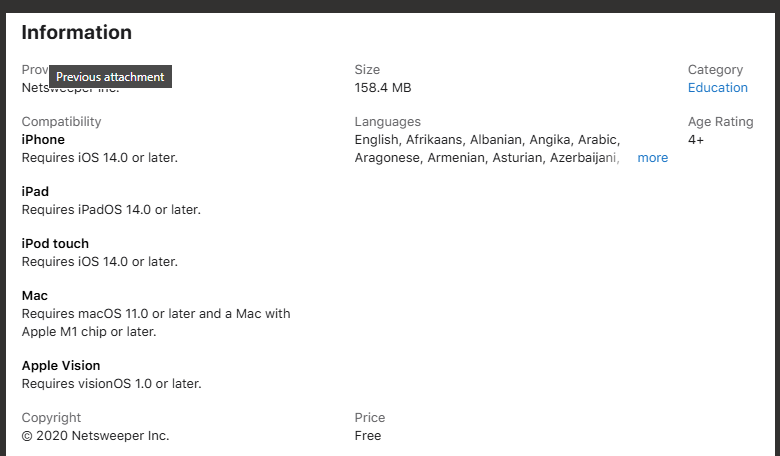 Information
Prov
Previous attachment
Netsweeper Inc.
Size
158.4 MB
Category
Education
Compatibility
iPhone
Requires iOS 14.0 or later.
iPad
Requires iPadOS 14.0 or later.
iPod touch
Requires iOS 14.0 or later.
Mac
Requires macOS 11.0 or later and a Mac with
Apple M1 chip or later.
Apple Vision
Requires visionOS 1.0 or later.
Languages
English, Afrikaans, Albanian, Angika, Arabic,
Aragonese, Armenian, Asturian, Azerbaijani, more
Age Rating
4+
Copyright
© 2020 Netsweeper Inc.
Price
Free